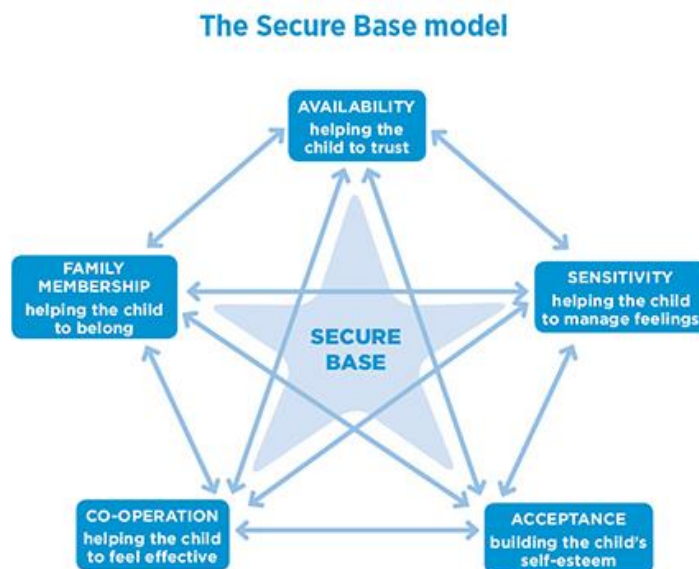 The Secure Base model
AVAILABILITY
helping the
child to trust
FAMILY
MEMBERSHIP
helping the child
to belong
SENSITIVITY
helping the child
to manage feelings
SECURE
BASE
CO-OPERATION
helping the child
to feel effective
ACCEPTANCE
building the child's
self-esteem